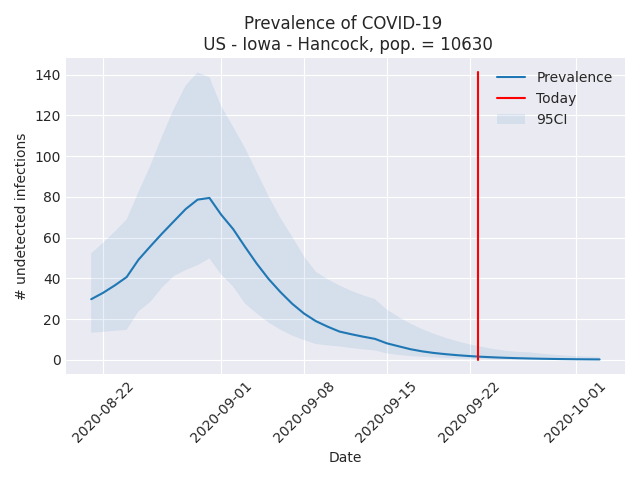 Prevalence of COVID-19
US - Iowa - Hancock, pop. = 10630
# undetected infections
140
120
100
80
60
40
20
0
Prevalence
Today
95CI
2020-08-22
2020-09-01
2020-09-08
2020-09-15
2020-09-22
2020-10-01
Date